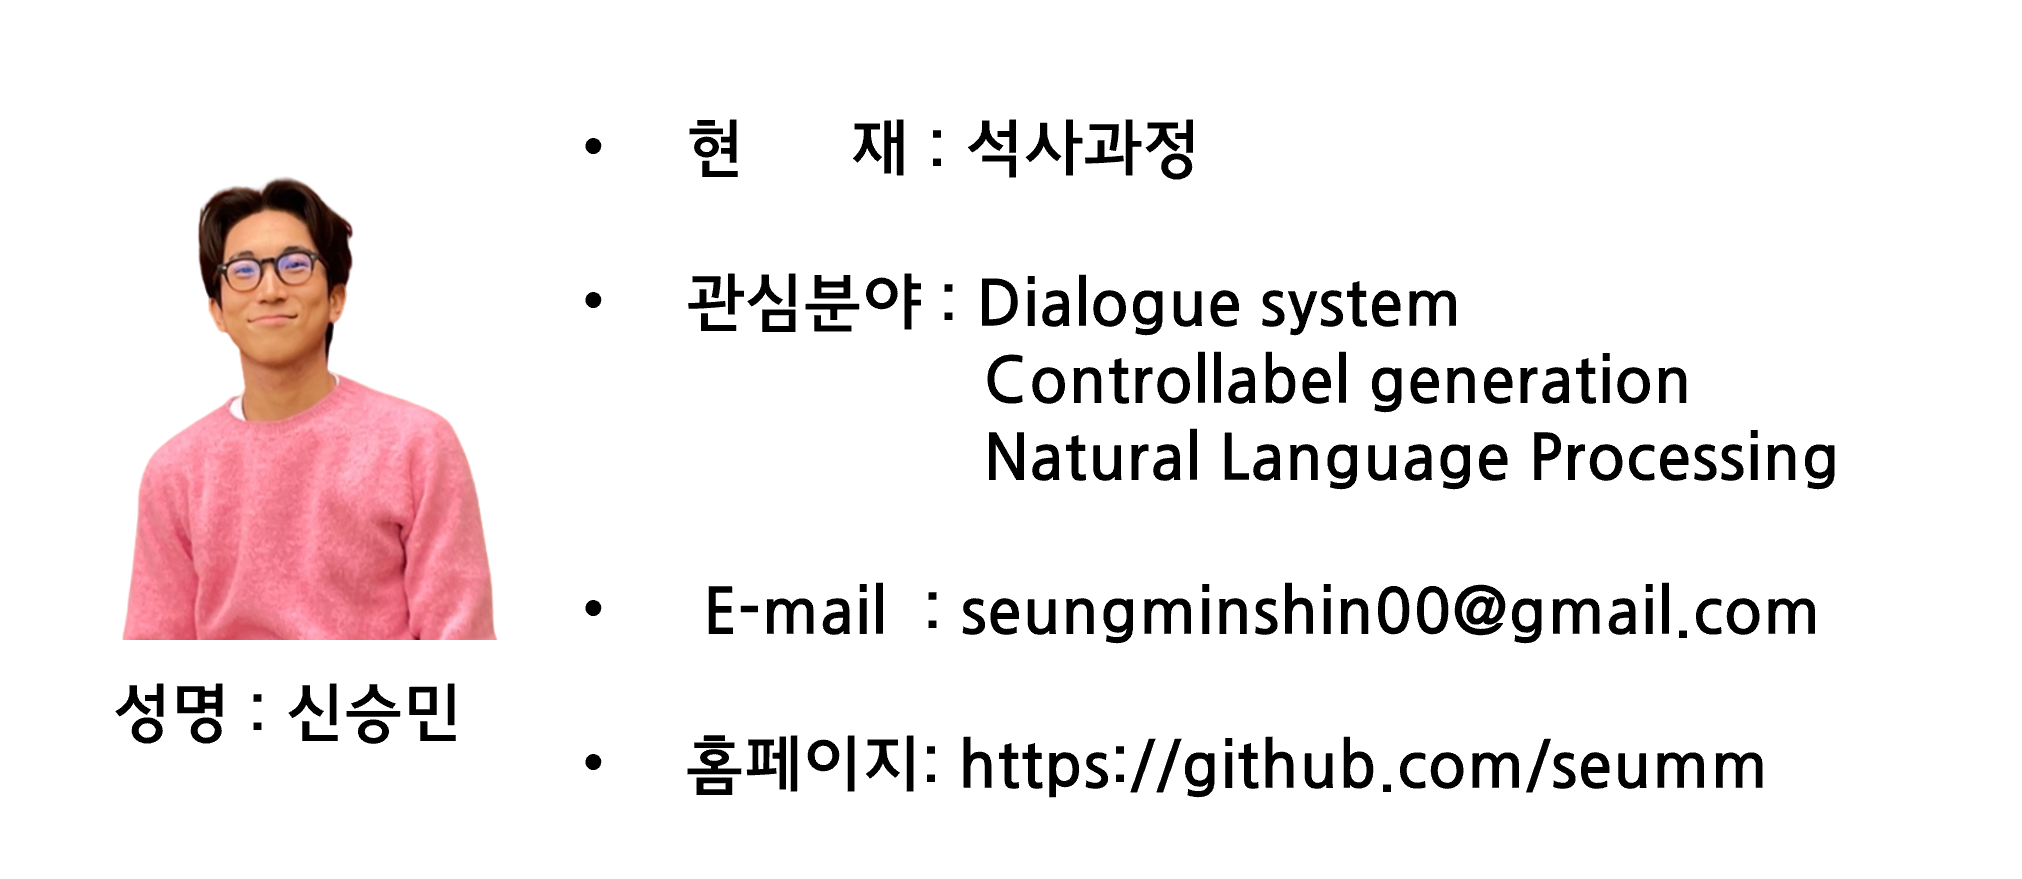 현 재 : 석사과정
관심분야 : Dialogue system
Controllabel generation
Natural Language Processing
E-mail : seungminshin00@gmail.com
홈페이지: https://github.com/seumm
성명 : 신승민